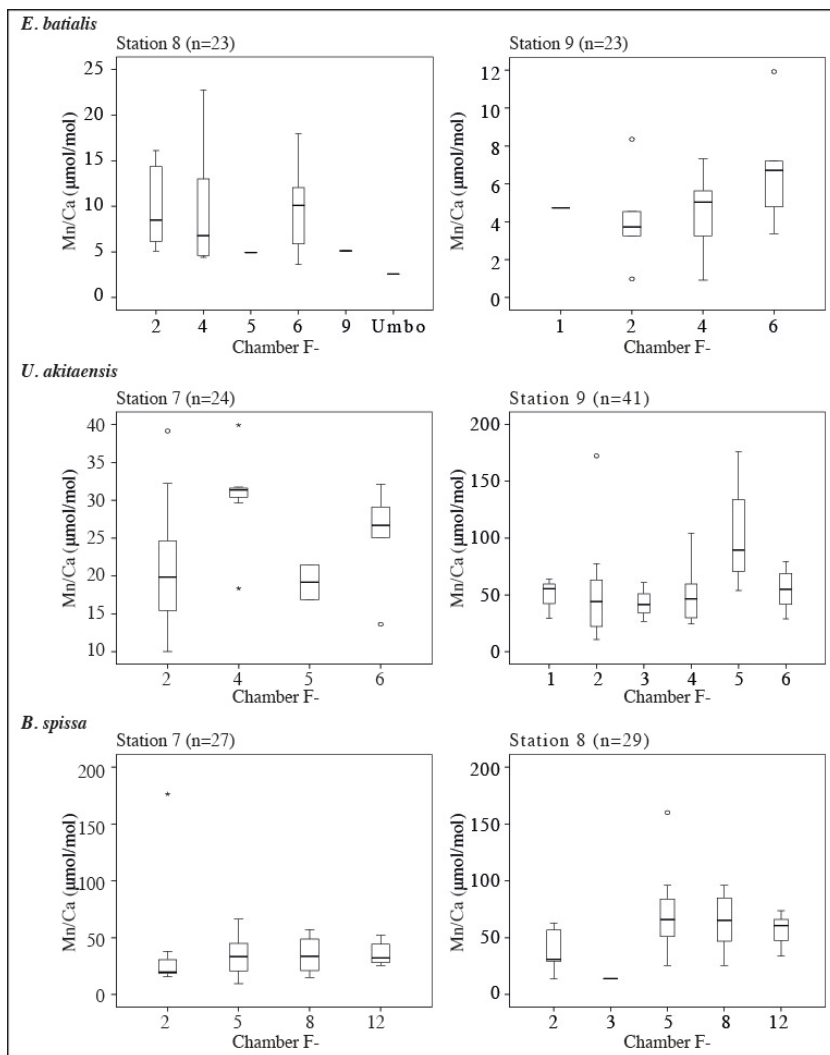 E. batialis
Station 8 (n=23)
Mn/Ca (μmol/mol)
25
20
15
10
5
0
2 4 5 6 9 Umbo
Chamber F-
Station 9 (n=23)
Mn/Ca (μmol/mol)
12
10
8
6
4
2
0
1 2 4 6
Chamber F-
U. akitaensis
Station 7 (n=24)
Mn/Ca (μmol/mol)
40
35
30
25
20
15
10
2 4 5 6
Chamber F-
Station 9 (n=41)
Mn/Ca (μmol/mol)
200
150
100
50
0
1 2 3 4 5 6
Chamber F-
B. spissa
Station 7 (n=27)
Mn/Ca (μmol/mol)
200
150
100
50
0
2 5 8 12
Chamber F-
Station 8 (n=29)
Mn/Ca (μmol/mol)
200
150
100
50
0
2 3 5 8 12
Chamber F-